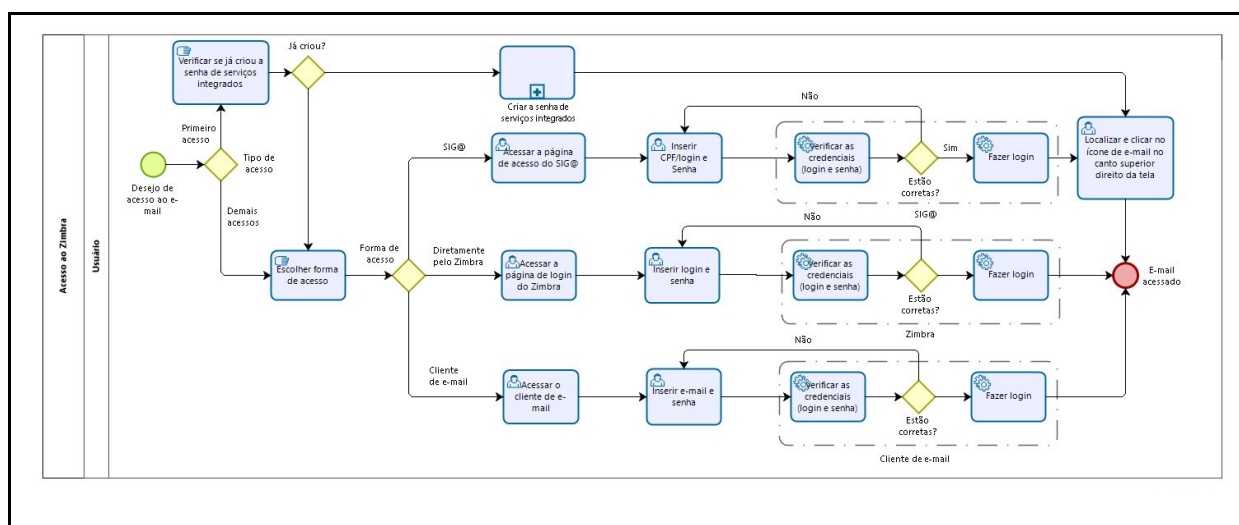 Acesso ao Zimbra
Usuário
Já criou?
Verificar se já criou a
senha de serviços
integrados
Criar a senha de
serviços integrados
Primeiro
acesso
Tipo de
acesso
Desejo de
acesso ao e-
mail
Demais
acessos
Escolher forma
de acesso
Forma de
acesso
SIG@
Acessar a página
de acesso do SIG@
Inserir
CPF/login e
Senha
Não
Verificar as
credenciais
(login e senha)
Sim
Estão
corretas?
Fazer login
SIG@
Localizar e clicar no
ícone de e-mail no
canto superior
direito da tela
Diretamente
pelo Zimbra
Acessar a
página de login
do Zimbra
Inserir login e
senha
Não
Verificar as
credenciais
(login e senha)
Estão
corretas?
Fazer login
Zimbra
E-mail
acessado
Cliente
de e-mail
Acessar o
cliente de e-
mail
Inserir e-mail e
senha
Não
Verificar as
credenciais
(login e senha)
Estão
corretas?
Fazer login
Cliente de e-mail